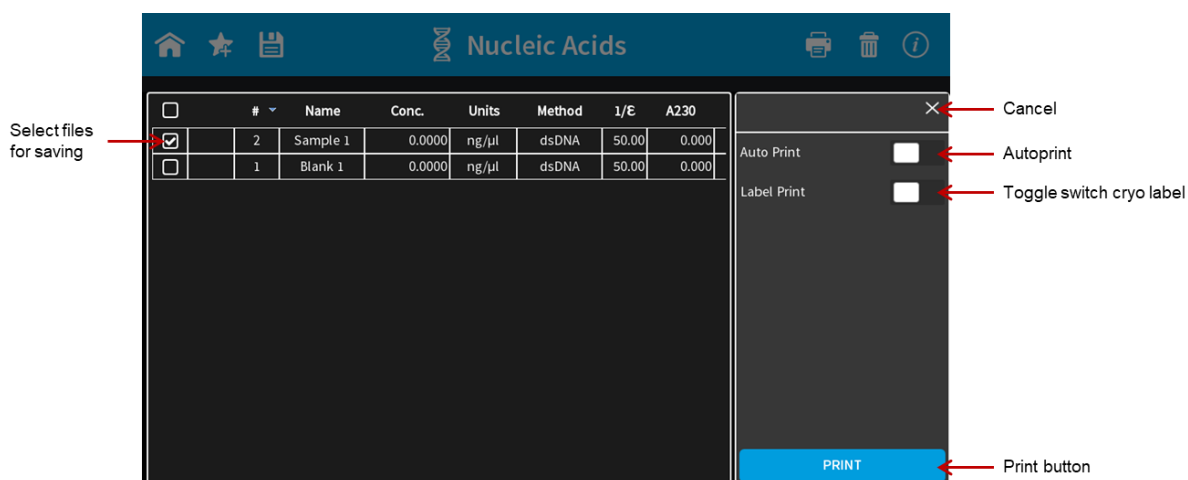 Nucleic Acids
# Name Conc. Units Method 1/Ɛ A230
2 Sample 1 0.0000 ng/µl dsDNA 50.00 0.000
1 Blank 1 0.0000 ng/µl dsDNA 50.00 0.000
Select files
for saving
Cancel
Auto Print
Autoprint
Label Print
Toggle switch cryo label
PRINT
Print button